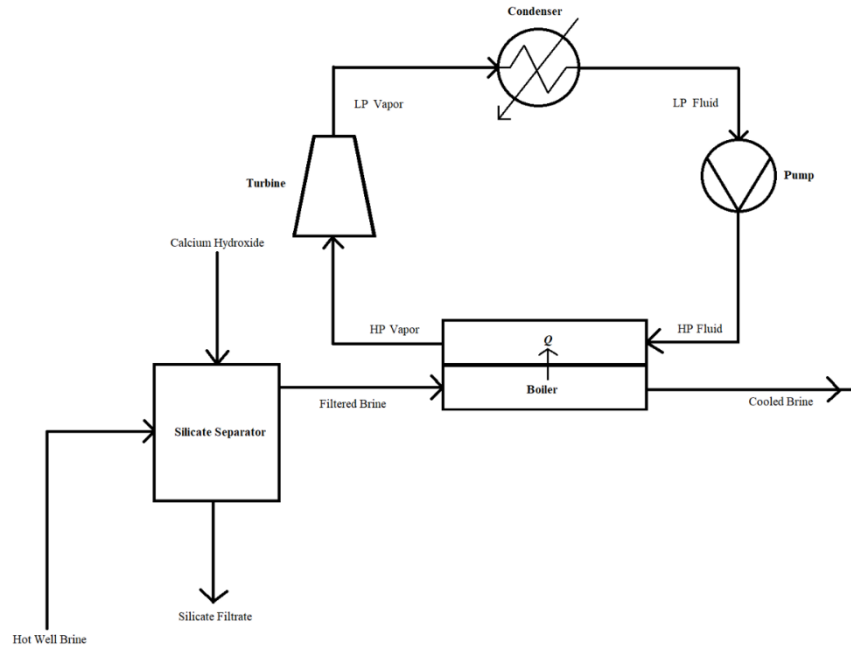 Condenser
LP Vapor
LP Fluid
Turbine
Pump
Calcium Hydroxide
HP Vapor
Q
HP Fluid
Boiler
Filtered Brine
Cooled Brine
Silicate Separator
Silicate Filtrate
Hot Well Brine